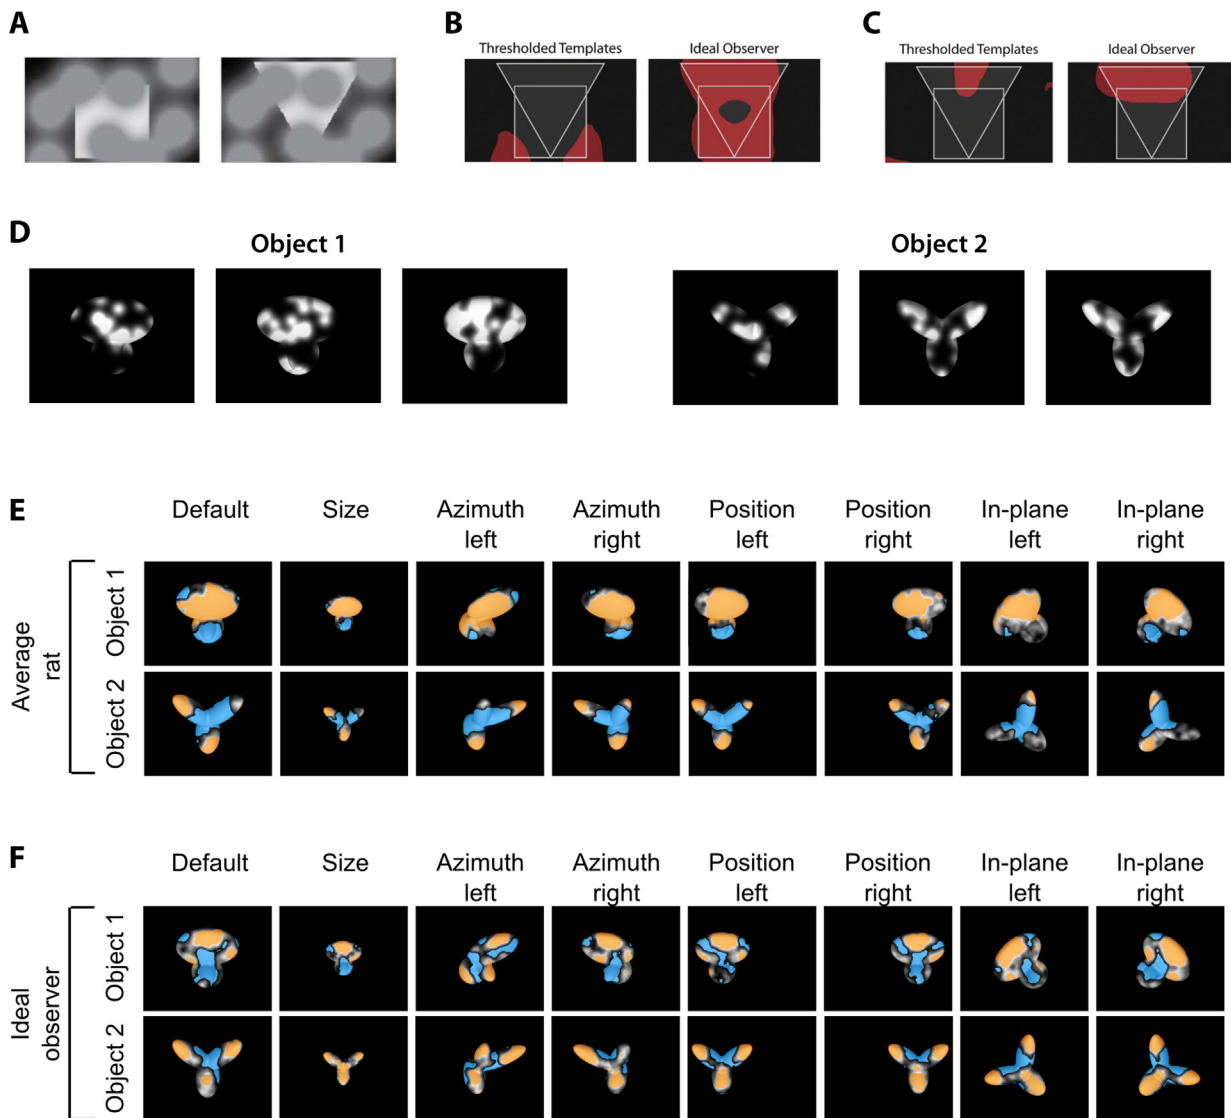 A
B
C
Thresholded Templates
Ideal Observer
Thresholded Templates
Ideal Observer
D
Object 1
Object 2
E
Default
Size
Azimuth
left
Azimuth
right
Position
left
Position
right
In-plane
left
In-plane
right
Average
rat
Object 1
Object 2
F
Default
Size
Azimuth
left
Azimuth
right
Position
left
Position
right
In-plane
left
In-plane
right
Ideal
observer
Object 1
Object 2